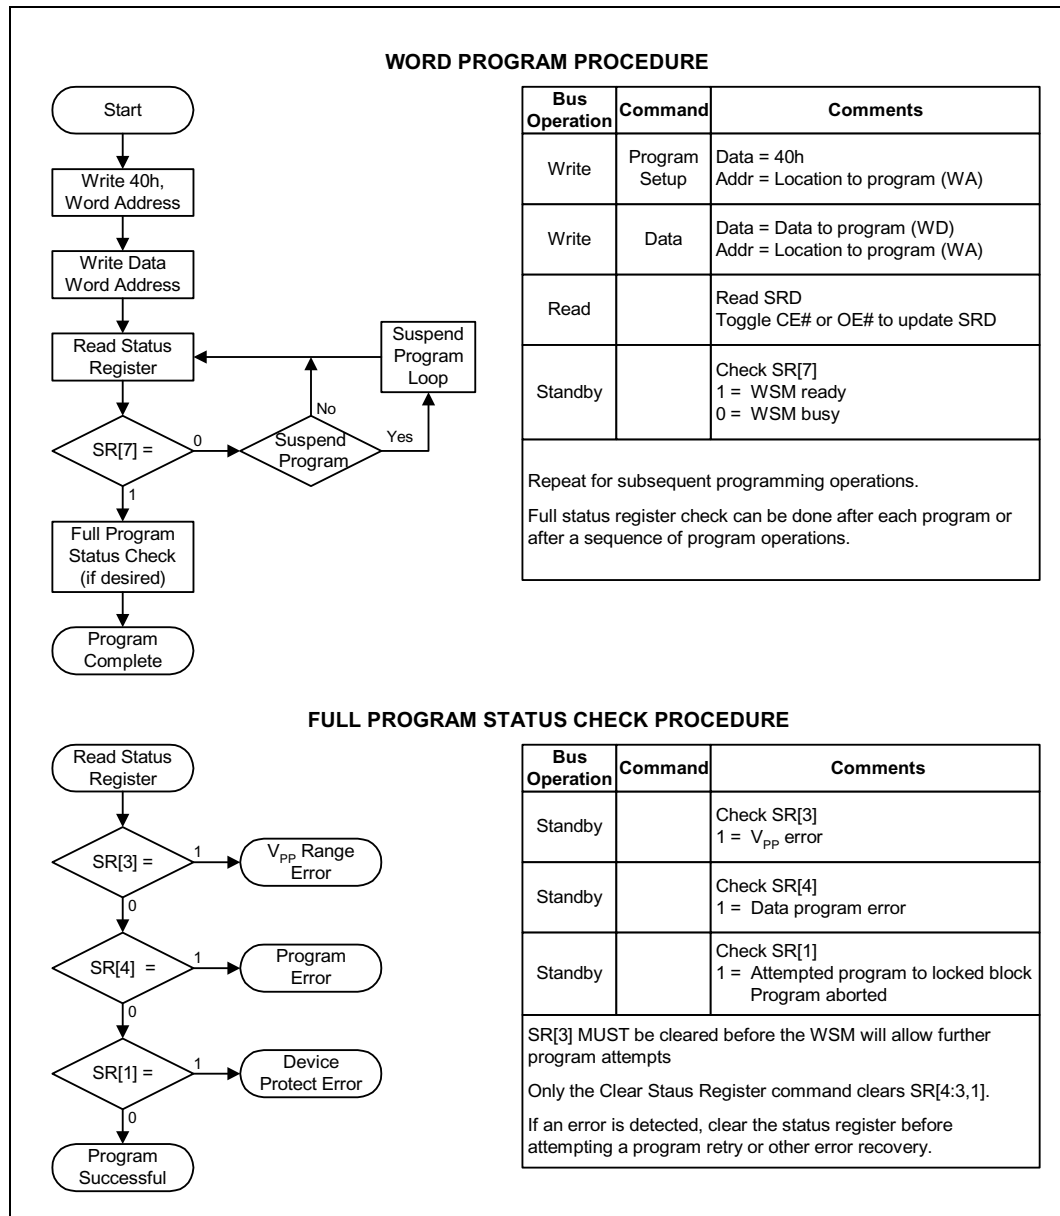 WORD PROGRAM PROCEDURE
Start
Write 40h,
Word Address
Write Data
Word Address
Read Status
Register
Suspend
Program
Loop
No
Yes
SR[7] =
0
Suspend
Program
1
Full Program
Status Check
(if desired)
Program
Complete
Bus
Operation
Command
Comments
Write
Program
Setup
Data = 40h
Addr = Location to program (WA)
Write
Data
Data = Data to program (WD)
Addr = Location to program (WA)
Read
Read SRD
Toggle CE# or OE# to update SRD
Standby
Check SR[7]
1 = WSM ready
0 = WSM busy
Repeat for subsequent programming operations.
Full status register check can be done after each program or
after a sequence of program operations.
FULL PROGRAM STATUS CHECK PROCEDURE
Read Status
Register
SR[3] =
1
VPP Range
Error
0
SR[4] =
1
Program
Error
0
SR[1] =
1
Device
Protect Error
0
Program
Successful
Bus
Operation
Command
Comments
Standby
Check SR[3]
1 = VPP error
Standby
Check SR[4]
1 = Data program error
Standby
Check SR[1]
1 = Attempted program to locked block
Program aborted
SR[3] MUST be cleared before the WSM will allow further
program attempts
Only the Clear Staus Register command clears SR[4:3,1].
If an error is detected, clear the status register before
attempting a program retry or other error recovery.